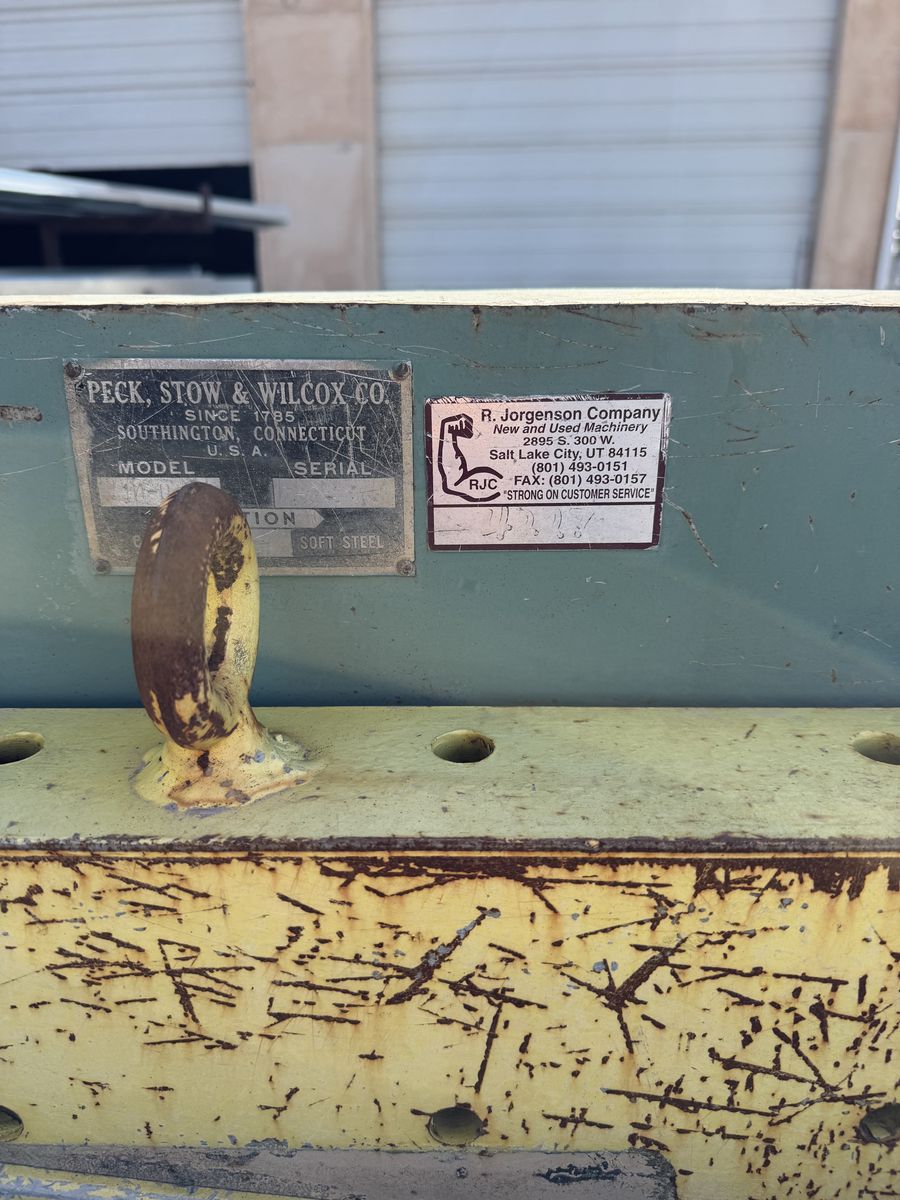 PECK, STOW & WILCOX CO.
SINCE 1785
SOUTHINGTON, CONNECTICUT
U.S.A.
MODEL SERIAL
SOFT STEEL
R. Jorgenson Company
New and Used Machinery
2895 S. 300 W.
Salt Lake City, UT 84115
(801) 493-0151
FAX: (801) 493-0157
RJC "STRONG ON CUSTOMER SERVICE"